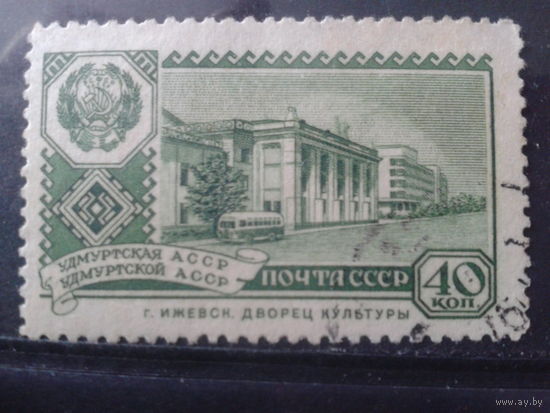 УДМУРТСКАЯ АССР
УДМУРТСКОЙ АССР
ПОЧТА СССР
40
КОП.
г. ИЖЕВСК. ДВОРЕЦ КУЛЬТУРЫ
www.ay.by